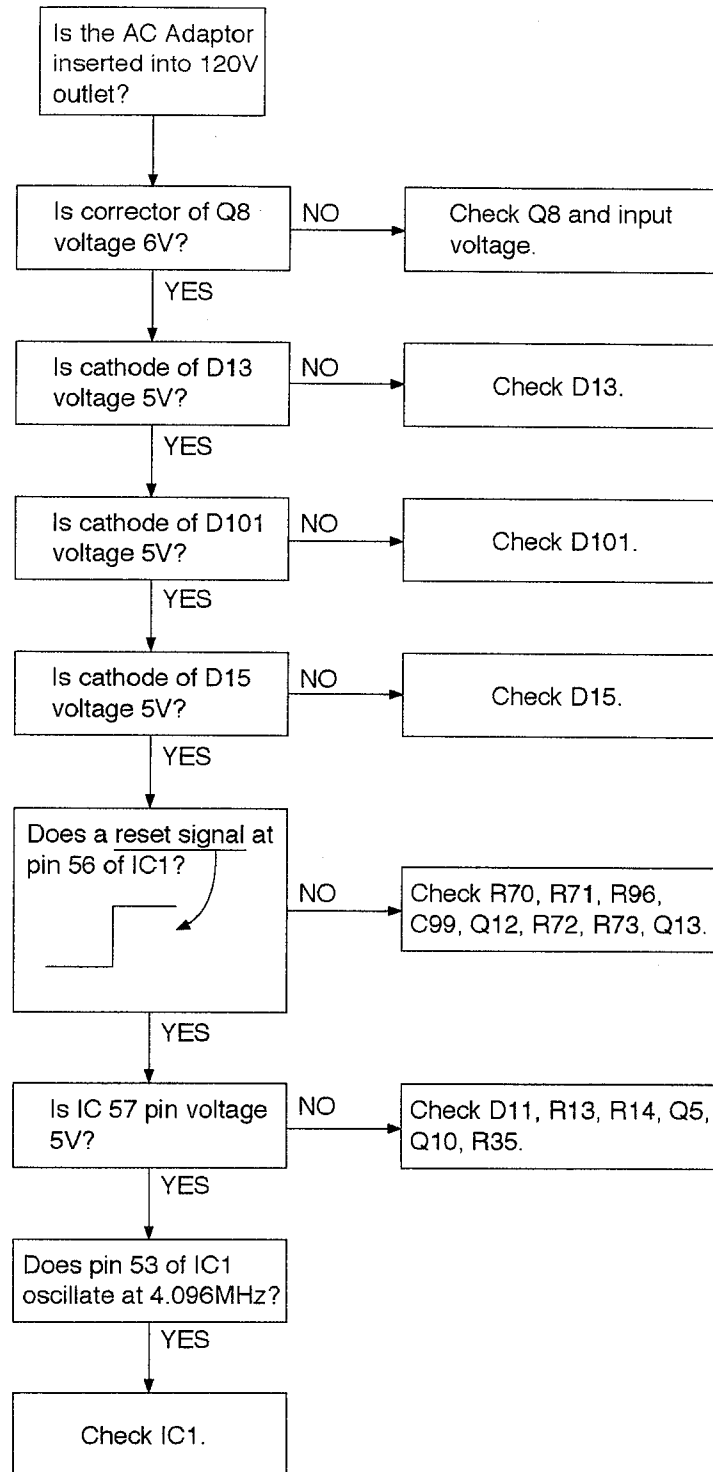 Is the AC Adaptor
inserted into 120V
outlet?
Is corrector of Q8
voltage 6V?
NO
Check Q8 and input
voltage.
YES
Is cathode of D13
voltage 5V?
NO
Check D13.
YES
Is cathode of D101
voltage 5V?
NO
Check D101.
YES
Is cathode of D15
voltage 5V?
NO
Check D15.
YES
Does a reset signal at
pin 56 of IC1?
NO
Check R70, R71, R96,
C99, Q12, R72, R73, Q13.
YES
Is IC 57 pin voltage
5V?
NO
Check D11, R13, R14, Q5,
Q10, R35.
YES
Does pin 53 of IC1
oscillate at 4.096MHz?
YES
Check IC1.